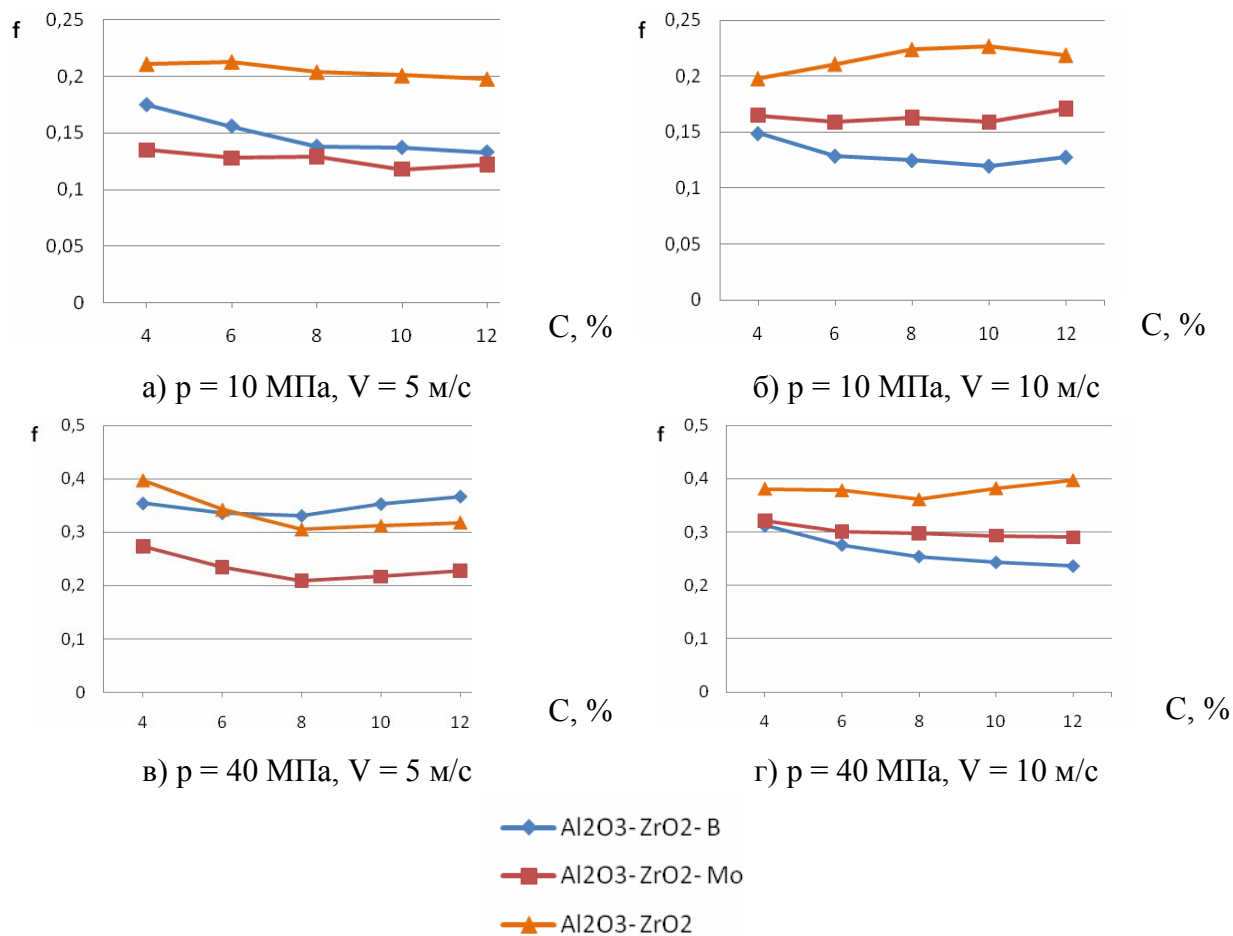 f
0,25
0,2
0,15
0,1
0,05
0
4 6 8 10 12
С, %
а) p = 10 МПа, V = 5 м/с
f
0,25
0,2
0,15
0,1
0,05
0
4 6 8 10 12
С, %
б) p = 10 МПа, V = 10 м/с
f
0,5
0,4
0,3
0,2
0,1
0
4 6 8 10 12
С, %
в) p = 40 МПа, V = 5 м/с
f
0,5
0,4
0,3
0,2
0,1
0
4 6 8 10 12
С, %
г) p = 40 МПа, V = 10 м/с
Al2O3- ZrO2- B
Al2O3- ZrO2- Mo
Al2O3- ZrO2